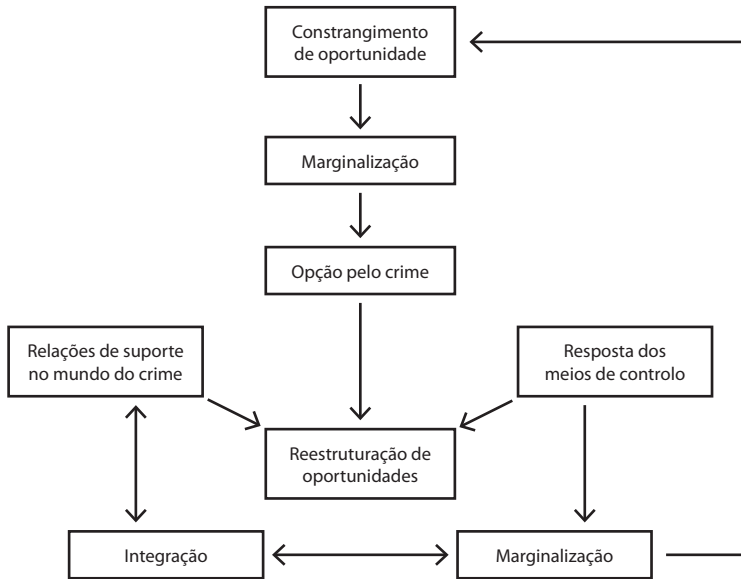 Constrangimento
de oportunidade
Marginalização
Opção pelo crime
Relações de suporte
no mundo do crime
Resposta dos
meios de controlo
Reestruturação de
oportunidades
Integração
Marginalização